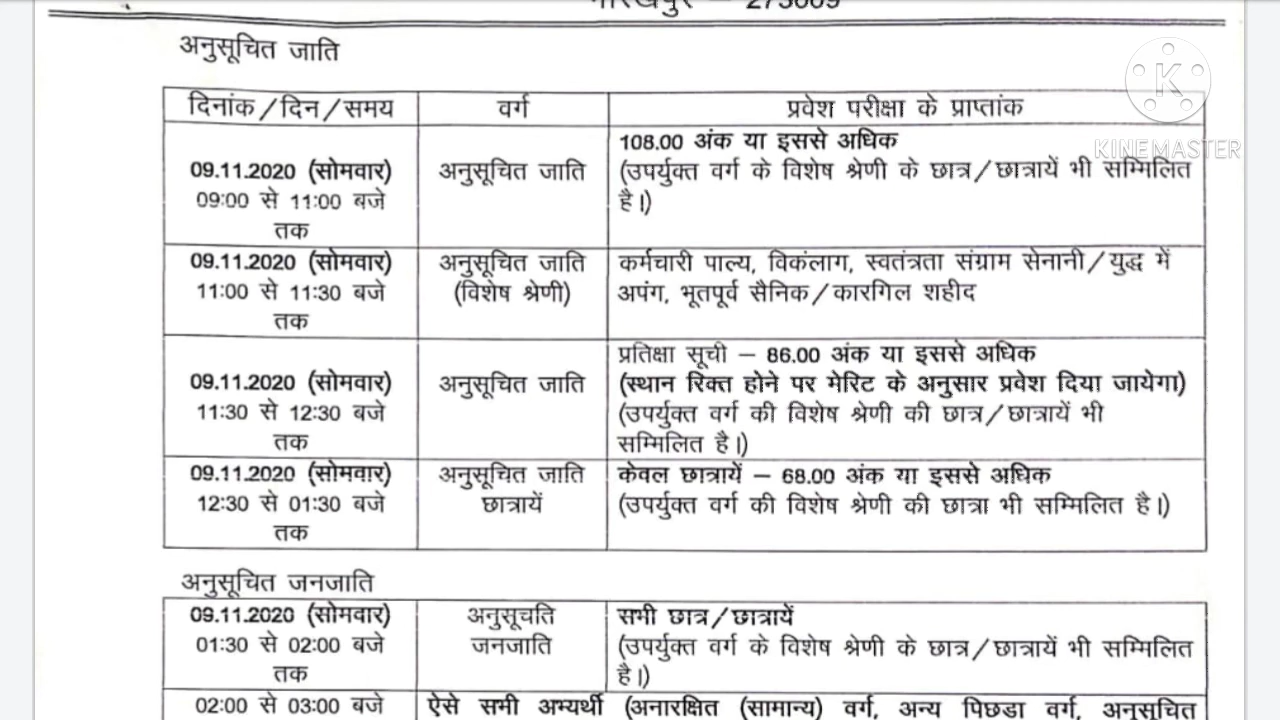 गोरखपुर – 273009
अनुसूचित जाति
दिनांक/दिन/समय वर्ग प्रवेश परीक्षा के प्राप्तांक
KINEMASTER
108.00 अंक या इससे अधिक
09.11.2020 (सोमवार) अनुसूचित जाति (उपर्युक्त वर्ग के विशेष श्रेणी के छात्र/छात्रायें भी सम्मिलित
09:00 से 11:00 बजे है।)
तक
09.11.2020 (सोमवार) अनुसूचित जाति कर्मचारी पाल्य, विकंलाग, स्वतंत्रता संग्राम सेनानी/युद्ध में
11:00 से 11:30 बजे (विशेष श्रेणी) अपंग, भूतपूर्व सैनिक/कारगिल शहीद
तक
प्रतिक्षा सूची – 86.00 अंक या इससे अधिक
09.11.2020 (सोमवार) अनुसूचित जाति (स्थान रिक्त होने पर मेरिट के अनुसार प्रवेश दिया जायेगा)
11:30 से 12:30 बजे (उपर्युक्त वर्ग की विशेष श्रेणी की छात्र/छात्रायें भी
तक सम्मिलित है।)
09.11.2020 (सोमवार) अनुसूचित जाति केवल छात्रायें – 68.00 अंक या इससे अधिक
12:30 से 01:30 बजे छात्रायें (उपर्युक्त वर्ग की विशेष श्रेणी की छात्रा भी सम्मिलित है।)
तक
अनुसूचित जनजाति
09.11.2020 (सोमवार) अनुसूचति सभी छात्र/छात्रायें
01:30 से 02:00 बजे जनजाति (उपर्युक्त वर्ग के विशेष श्रेणी के छात्र/छात्रायें भी सम्मिलित
तक है।)
02:00 से 03:00 बजे ऐसे सभी अभ्यर्थी (अनारक्षित (सामान्य) वर्ग, अन्य पिछडा वर्ग, अनुसूचित